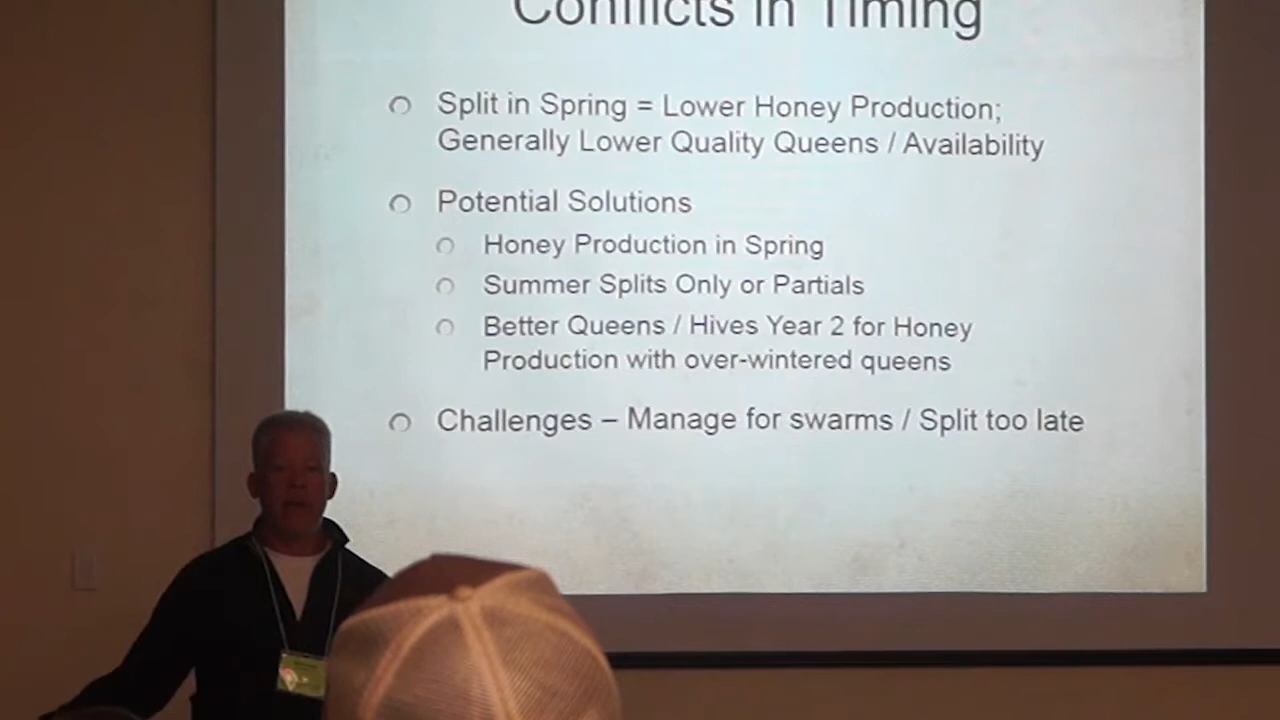 Conflicts in Timing
Split in Spring = Lower Honey Production;
Generally Lower Quality Queens / Availability
Potential Solutions
Honey Production in Spring
Summer Splits Only or Partials
Better Queens / Hives Year 2 for Honey
Production with over-wintered queens
Challenges – Manage for swarms / Split too late